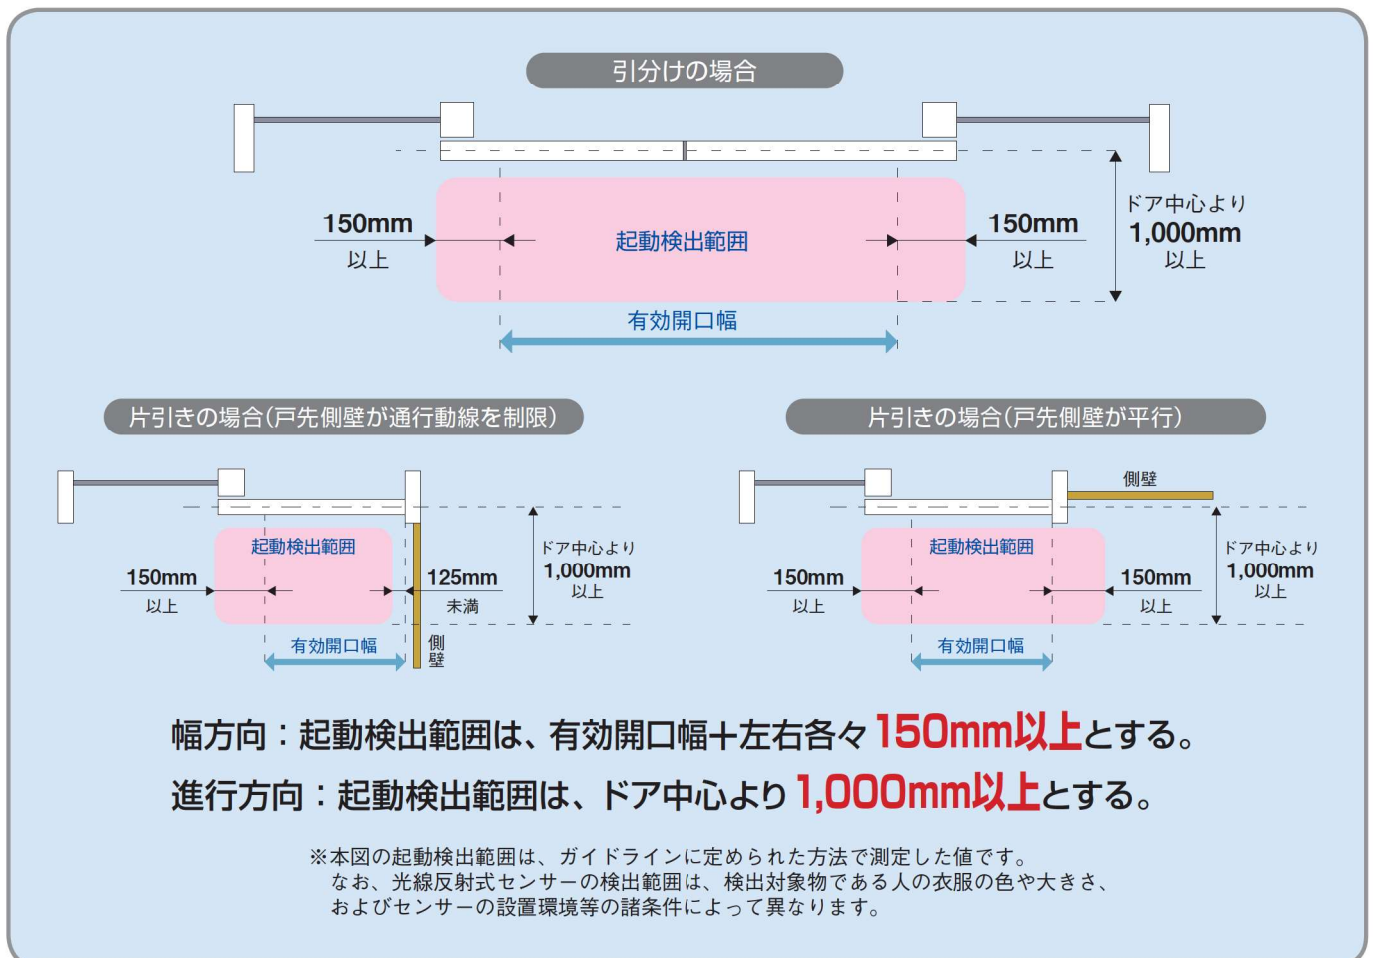 引分けの場合
150mm
以上
起動検出範囲
150mm
以上
ドア中心より
1,000mm
以上
有効開口幅
片引きの場合(戸先側壁が通行動線を制限)
起動検出範囲
150mm
以上
125mm
未満
ドア中心より
1,000mm
以上
有効開口幅
側壁
片引きの場合(戸先側壁が平行)
側壁
起動検出範囲
150mm
以上
150mm
以上
ドア中心より
1,000mm
以上
有効開口幅
幅方向：起動検出範囲は、有効開口幅＋左右各々150mm以上とする。
進行方向：起動検出範囲は、ドア中心より1,000mm以上とする。
※本図の起動検出範囲は、ガイドラインに定められた方法で測定した値です。
なお、光線反射式センサーの検出範囲は、検出対象物である人の衣服の色や大きさ、
およびセンサーの設置環境等の諸条件によって異なります。